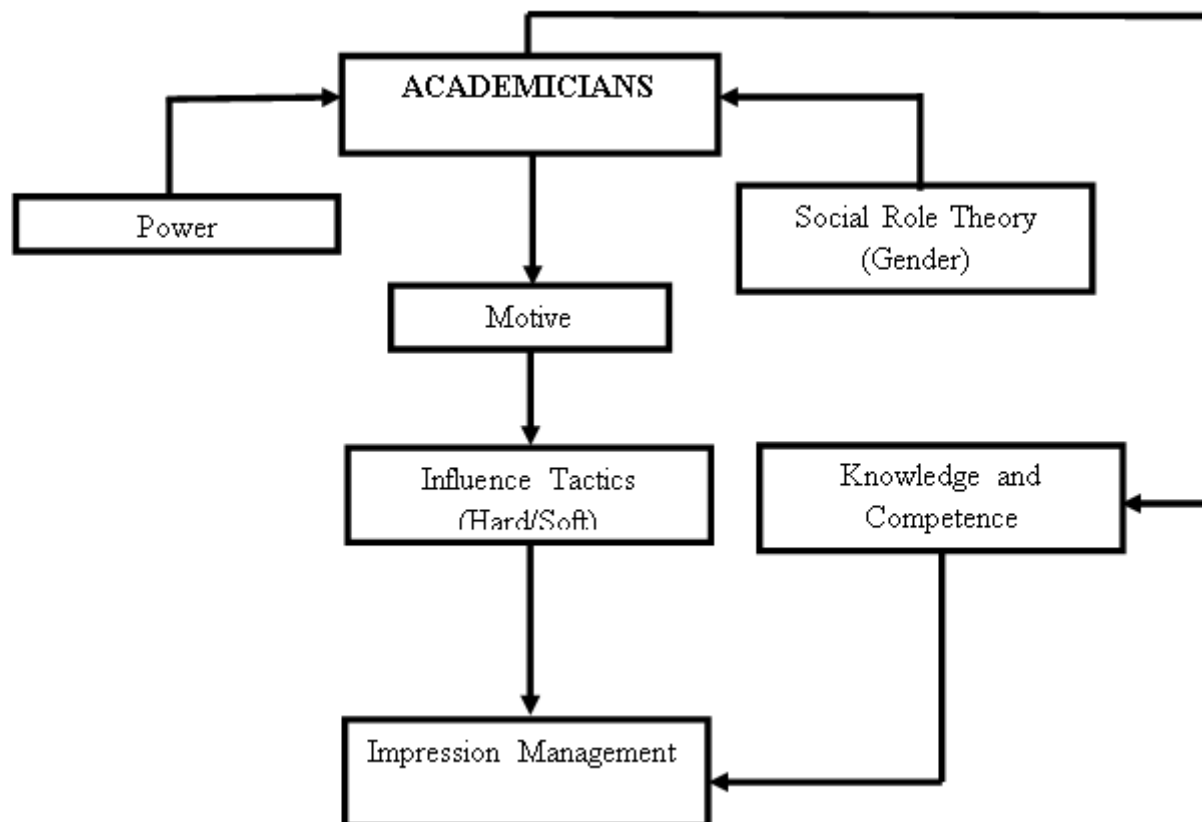 ACADEMICIANS
Power
Social Role Theory
(Gender)
Motive
Influence Tactics
(Hard/Soft)
Knowledge and
Competence
Impression Management